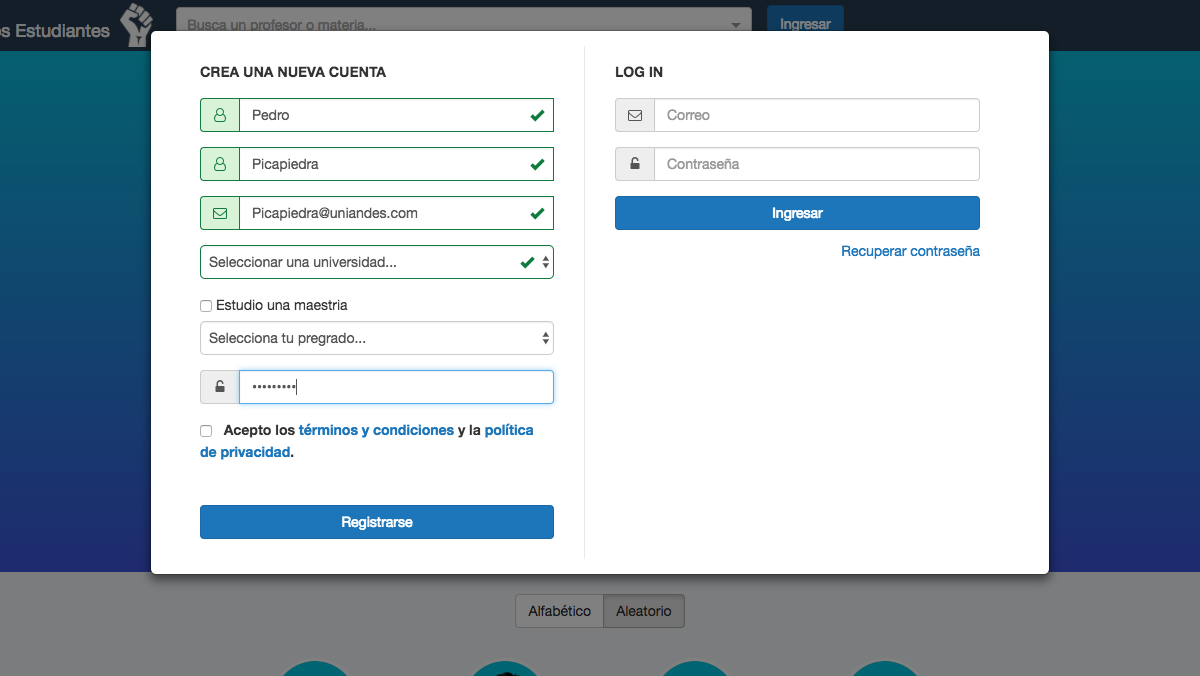 s Estudiantes
Busca un profesor o materia...
Ingresar
CREA UNA NUEVA CUENTA
Pedro
Picapiedra
Picapiedra@uniandes.com
Seleccionar una universidad...
Estudio una maestria
Selecciona tu pregrado...
•••••••••
Acepto los términos y condiciones y la política
de privacidad.
Registrarse
LOG IN
Correo
Contraseña
Ingresar
Recuperar contraseña
Alfabético
Aleatorio